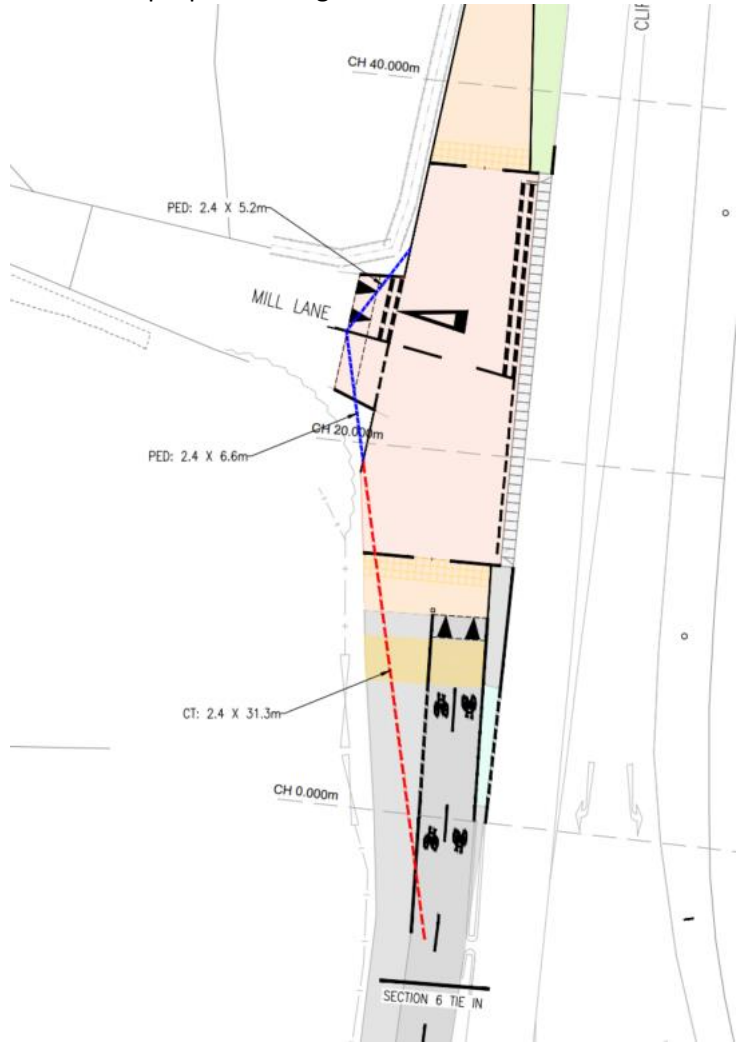 CH 40.000m
PED: 2.4 X 5.2m
MILL LANE
CH 20.000m
PED: 2.4 X 6.6m
CT: 2.4 X 31.3m
CH 0.000m
SECTION 6 TIE IN